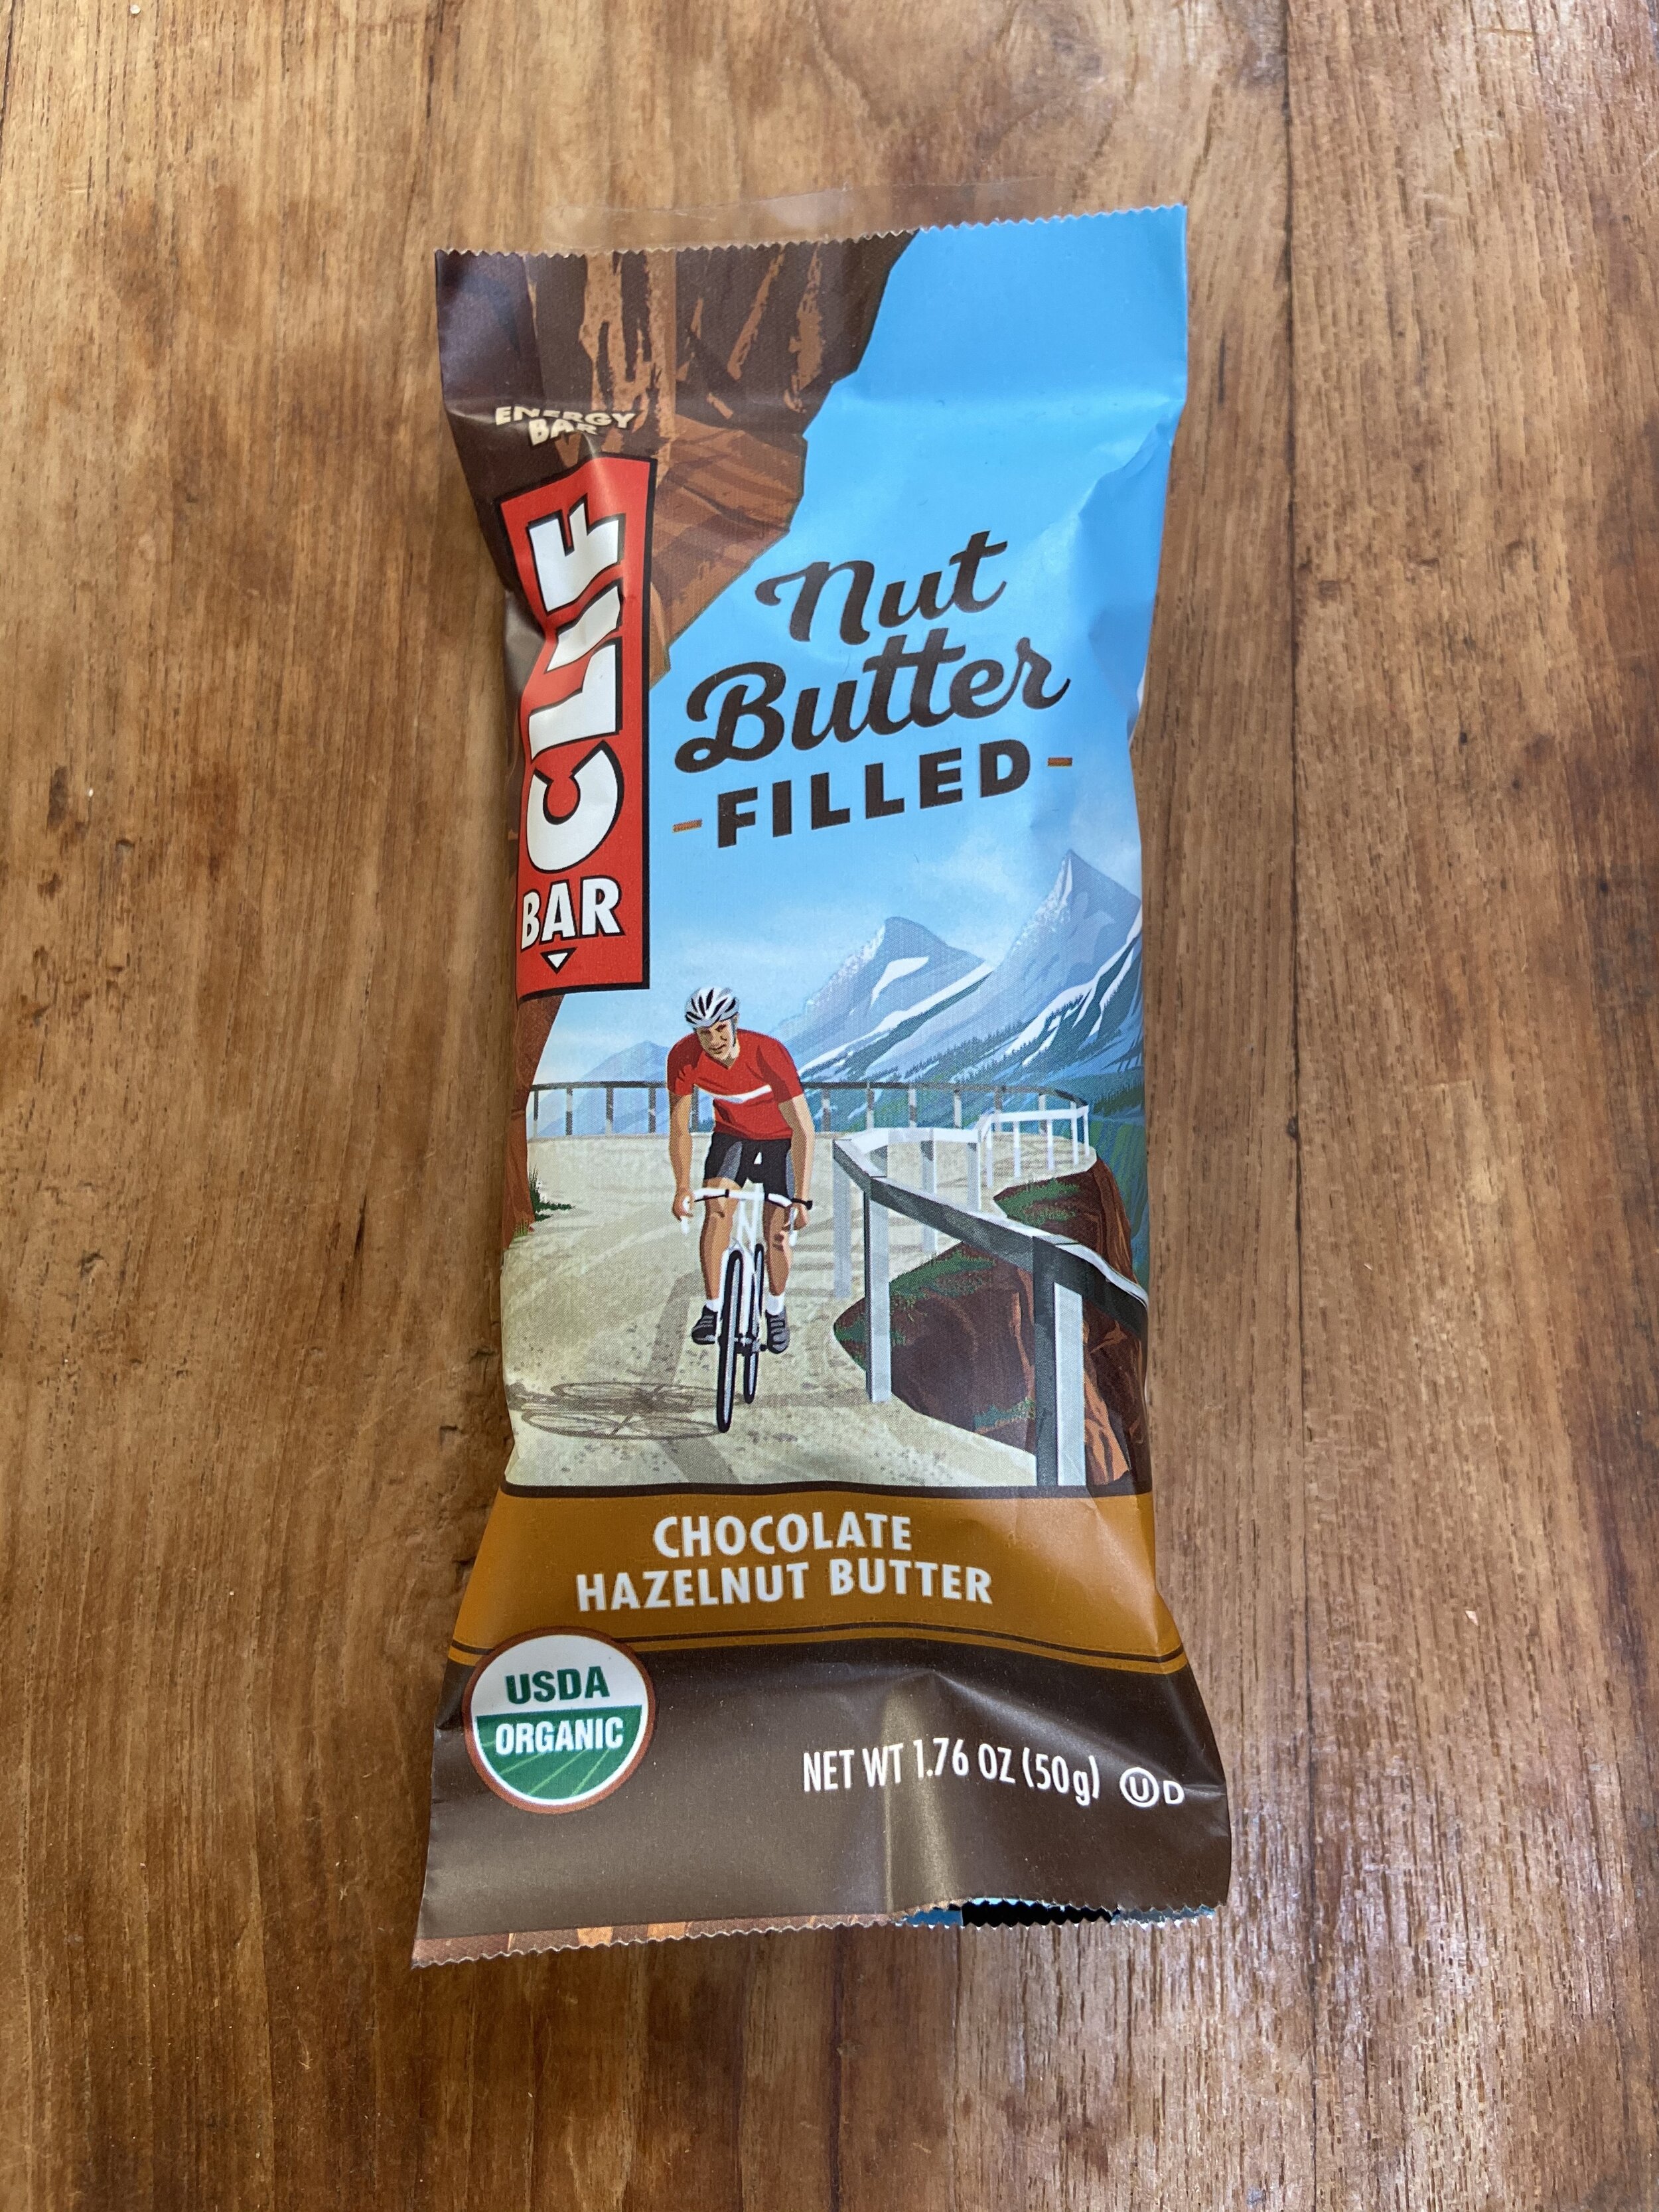 ENERGY
BAR
CLIF
BAR
Nut
Butter
-FILLED-
CHOCOLATE
HAZELNUT BUTTER
USDA
ORGANIC
NET WT 1.76 OZ (50g) Ⓤ D